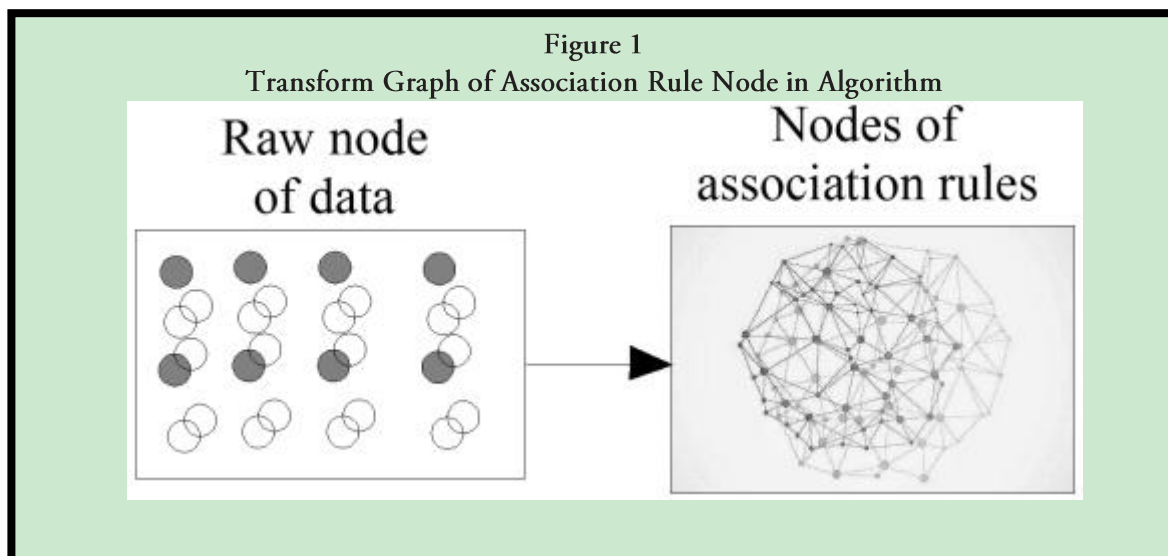 Figure 1
Transform Graph of Association Rule Node in Algorithm
Raw node
of data
Nodes of
association rules